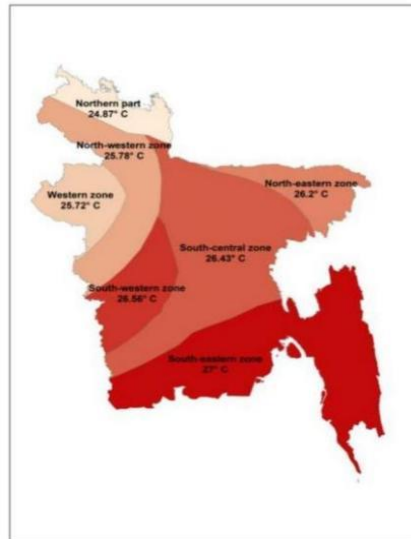 Northern part
24.87° C
North-western zone
25.78° C
Western zone
25.72° C
North-eastern zone
26.2° C
South-central zone
26.43° C
South-western zone
26.56° C
South-eastern zone
27° C